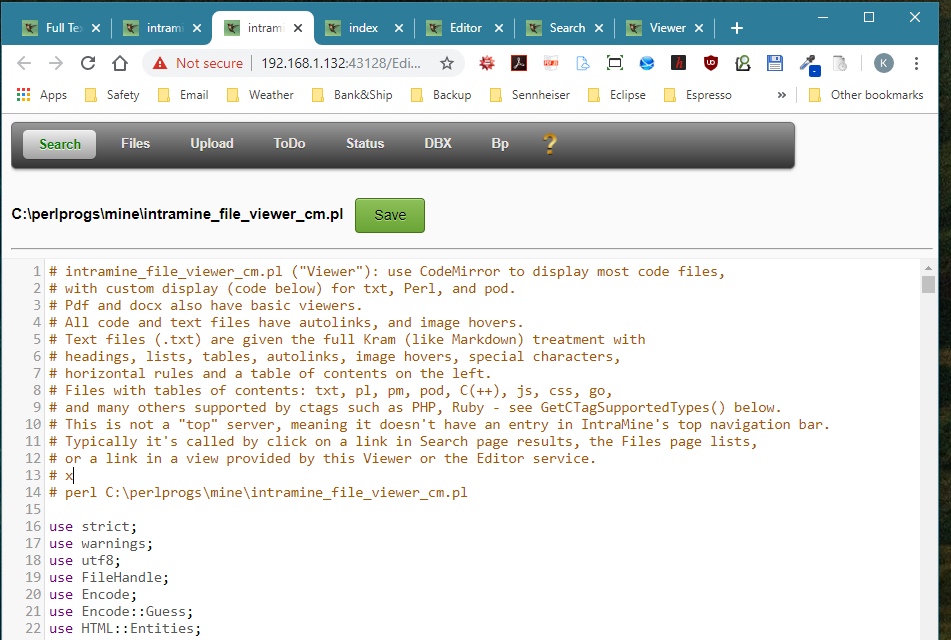 Full Te
intrami
intrami
index
Editor
Search
Viewer
Not secure
192.168.1.132:43128/Edi...
K
Apps
Safety
Email
Weather
Bank&Ship
Backup
Sennheiser
Eclipse
Espresso
»
Other bookmarks
Search
Files
Upload
ToDo
Status
DBX
Bp
?
C:\perlprogs\mine\intramine_file_viewer_cm.pl
Save
1 # intramine_file_viewer_cm.pl ("Viewer"): use CodeMirror to display most code files,
2 # with custom display (code below) for txt, Perl, and pod.
3 # Pdf and docx also have basic viewers.
4 # All code and text files have autolinks, and image hovers.
5 # Text files (.txt) are given the full Kram (like Markdown) treatment with
6 # headings, lists, tables, autolinks, image hovers, special characters,
7 # horizontal rules and a table of contents on the left.
8 # Files with tables of contents: txt, pl, pm, pod, C(++), js, css, go,
9 # and many others supported by ctags such as PHP, Ruby - see GetCTagSupportedTypes() below.
10 # This is not a "top" server, meaning it doesn't have an entry in IntraMine's top navigation bar.
11 # Typically it's called by click on a link in Search page results, the Files page lists,
12 # or a link in a view provided by this Viewer or the Editor service.
13 # x
14 # perl C:\perlprogs\mine\intramine_file_viewer_cm.pl
15
16 use strict;
17 use warnings;
18 use utf8;
19 use FileHandle;
20 use Encode;
21 use Encode::Guess;
22 use HTML::Entities;